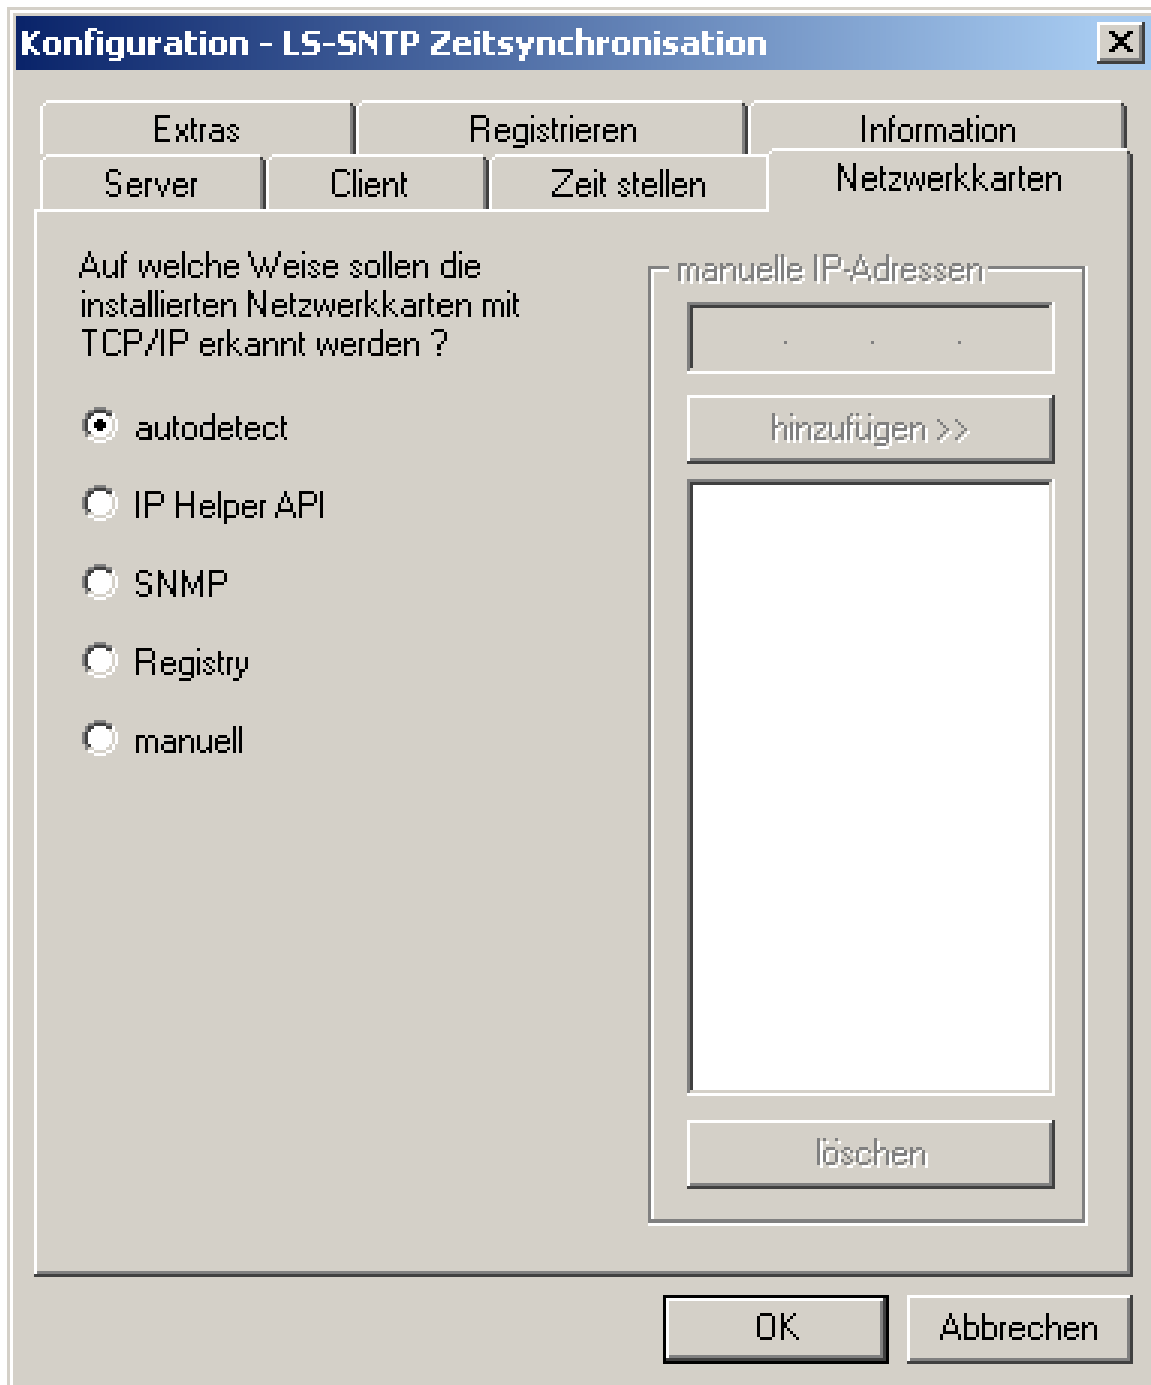 Konfiguration - LS-SNTP Zeitsynchronisation
Extras Registrieren Information
Server Client Zeit stellen Netzwerkkarten
Auf welche Weise sollen die
installierten Netzwerkkarten mit
TCP/IP erkannt werden ?
autodetect
IP Helper API
SNMP
Registry
manuell
manuelle IP-Adressen
. . .
hinzufügen >>
löschen
OK Abbrechen